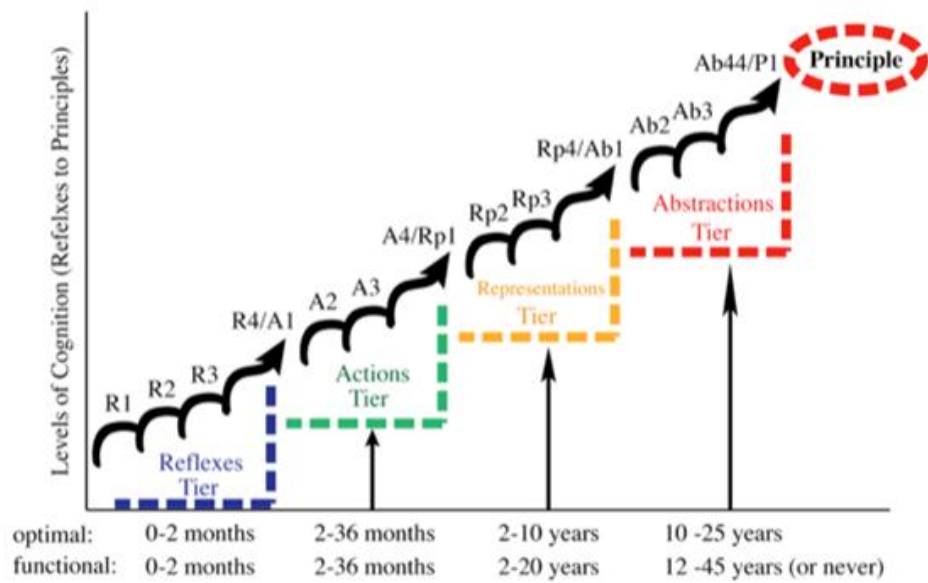 Levels of Cognition (Refelxes to Principles)
Ab44/P1
Principle
Ab2 Ab3
Rp4/Ab1
Abstractions
Tier
Rp2 Rp3
A4/Rp1
Representations
Tier
A2 A3
R4/A1
Actions
Tier
R1 R2 R3
Reflexes
Tier
optimal: 0-2 months 2-36 months 2-10 years 10 -25 years
functional: 0-2 months 2-36 months 2-20 years 12 -45 years (or never)